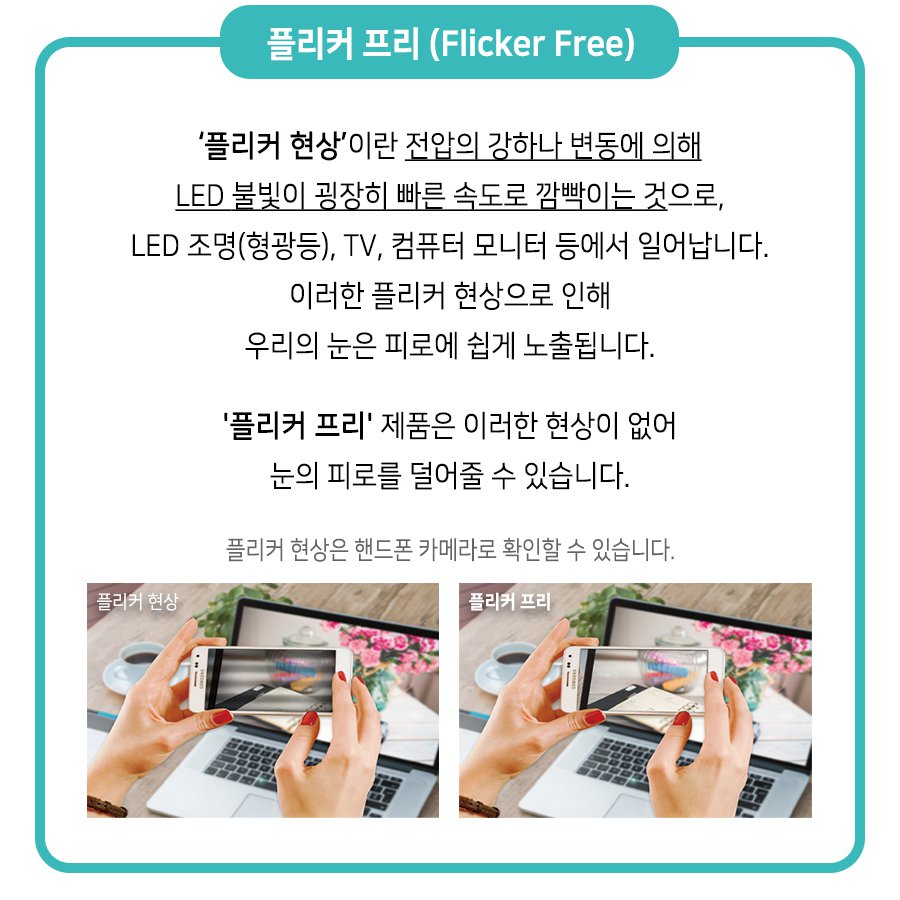 플리커 프리 (Flicker Free)
‘플리커 현상’이란 전압의 강하나 변동에 의해
LED 불빛이 굉장히 빠른 속도로 깜빡이는 것으로,
LED 조명(형광등), TV, 컴퓨터 모니터 등에서 일어납니다.
이러한 플리커 현상으로 인해
우리의 눈은 피로에 쉽게 노출됩니다.
'플리커 프리' 제품은 이러한 현상이 없어
눈의 피로를 덜어줄 수 있습니다.
플리커 현상은 핸드폰 카메라로 확인할 수 있습니다.
플리커 현상
플리커 프리
SAMSUNG
SAMSUNG